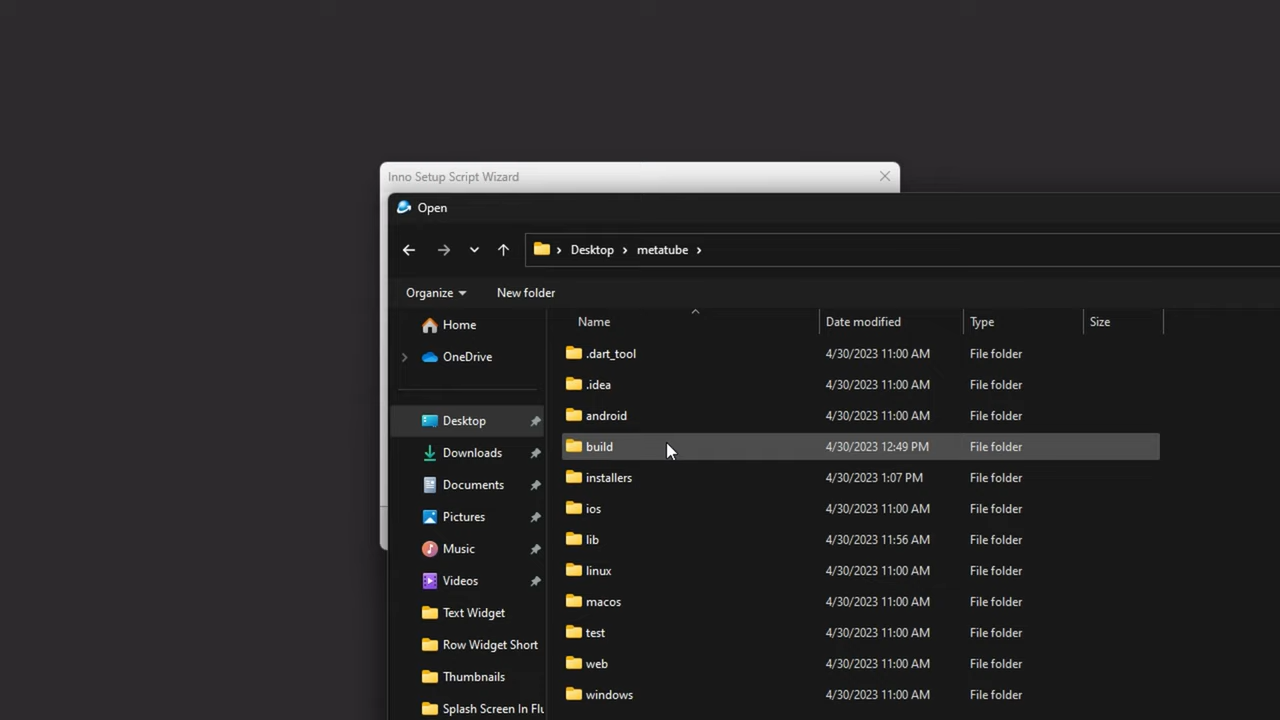 Inno Setup Script Wizard
Open
Desktop metatube
Organize New folder
Name Date modified Type Size
Home
OneDrive
Desktop
Downloads
Documents
Pictures
Music
Videos
Text Widget
Row Widget Short
Thumbnails
Splash Screen In Flu
.dart_tool 4/30/2023 11:00 AM File folder
.idea 4/30/2023 11:00 AM File folder
android 4/30/2023 11:00 AM File folder
build 4/30/2023 12:49 PM File folder
installers 4/30/2023 1:07 PM File folder
ios 4/30/2023 11:00 AM File folder
lib 4/30/2023 11:56 AM File folder
linux 4/30/2023 11:00 AM File folder
macos 4/30/2023 11:00 AM File folder
test 4/30/2023 11:00 AM File folder
web 4/30/2023 11:00 AM File folder
windows 4/30/2023 11:00 AM File folder